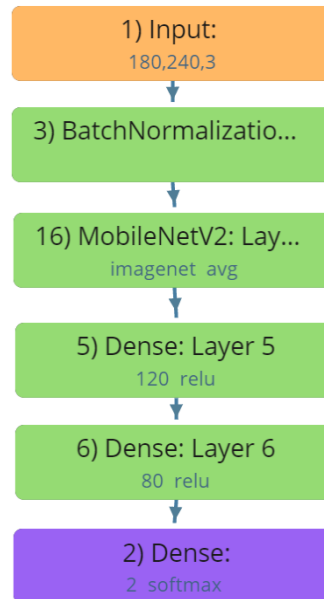 1) Input:
180,240,3
3) BatchNormalizatio...
16) MobileNetV2: Lay...
imagenet avg
5) Dense: Layer 5
120 relu
6) Dense: Layer 6
80 relu
2) Dense:
2 softmax